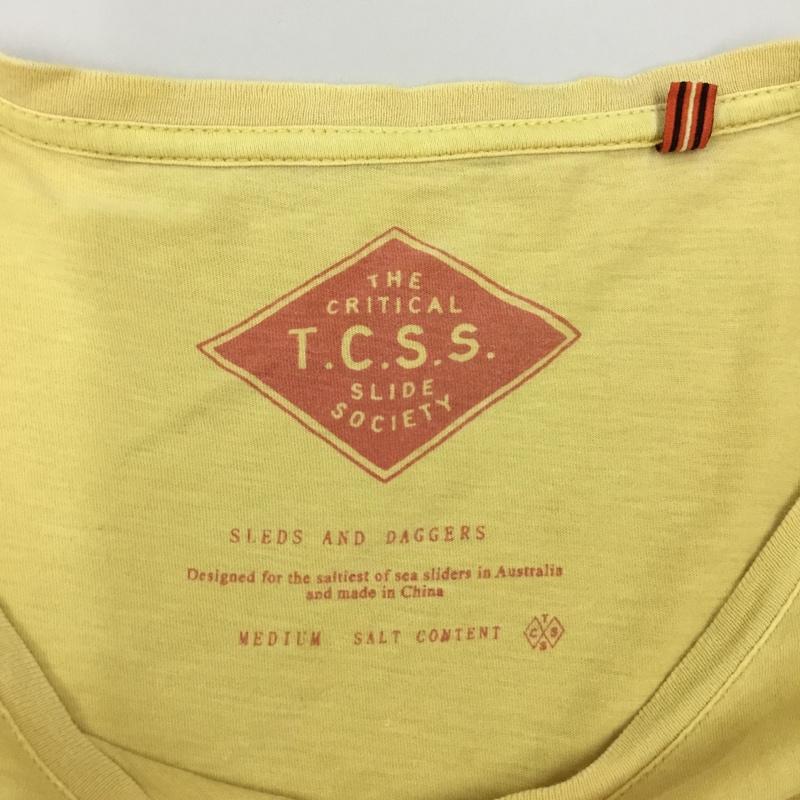 THE
CRITICAL
T.C.S.S.
SLIDE
SOCIETY
SLEDS AND DAGGERS
Designed for the saltiest of sea sliders in Australia
and made in China
MEDIUM SALT CONTENT
T
C S
S